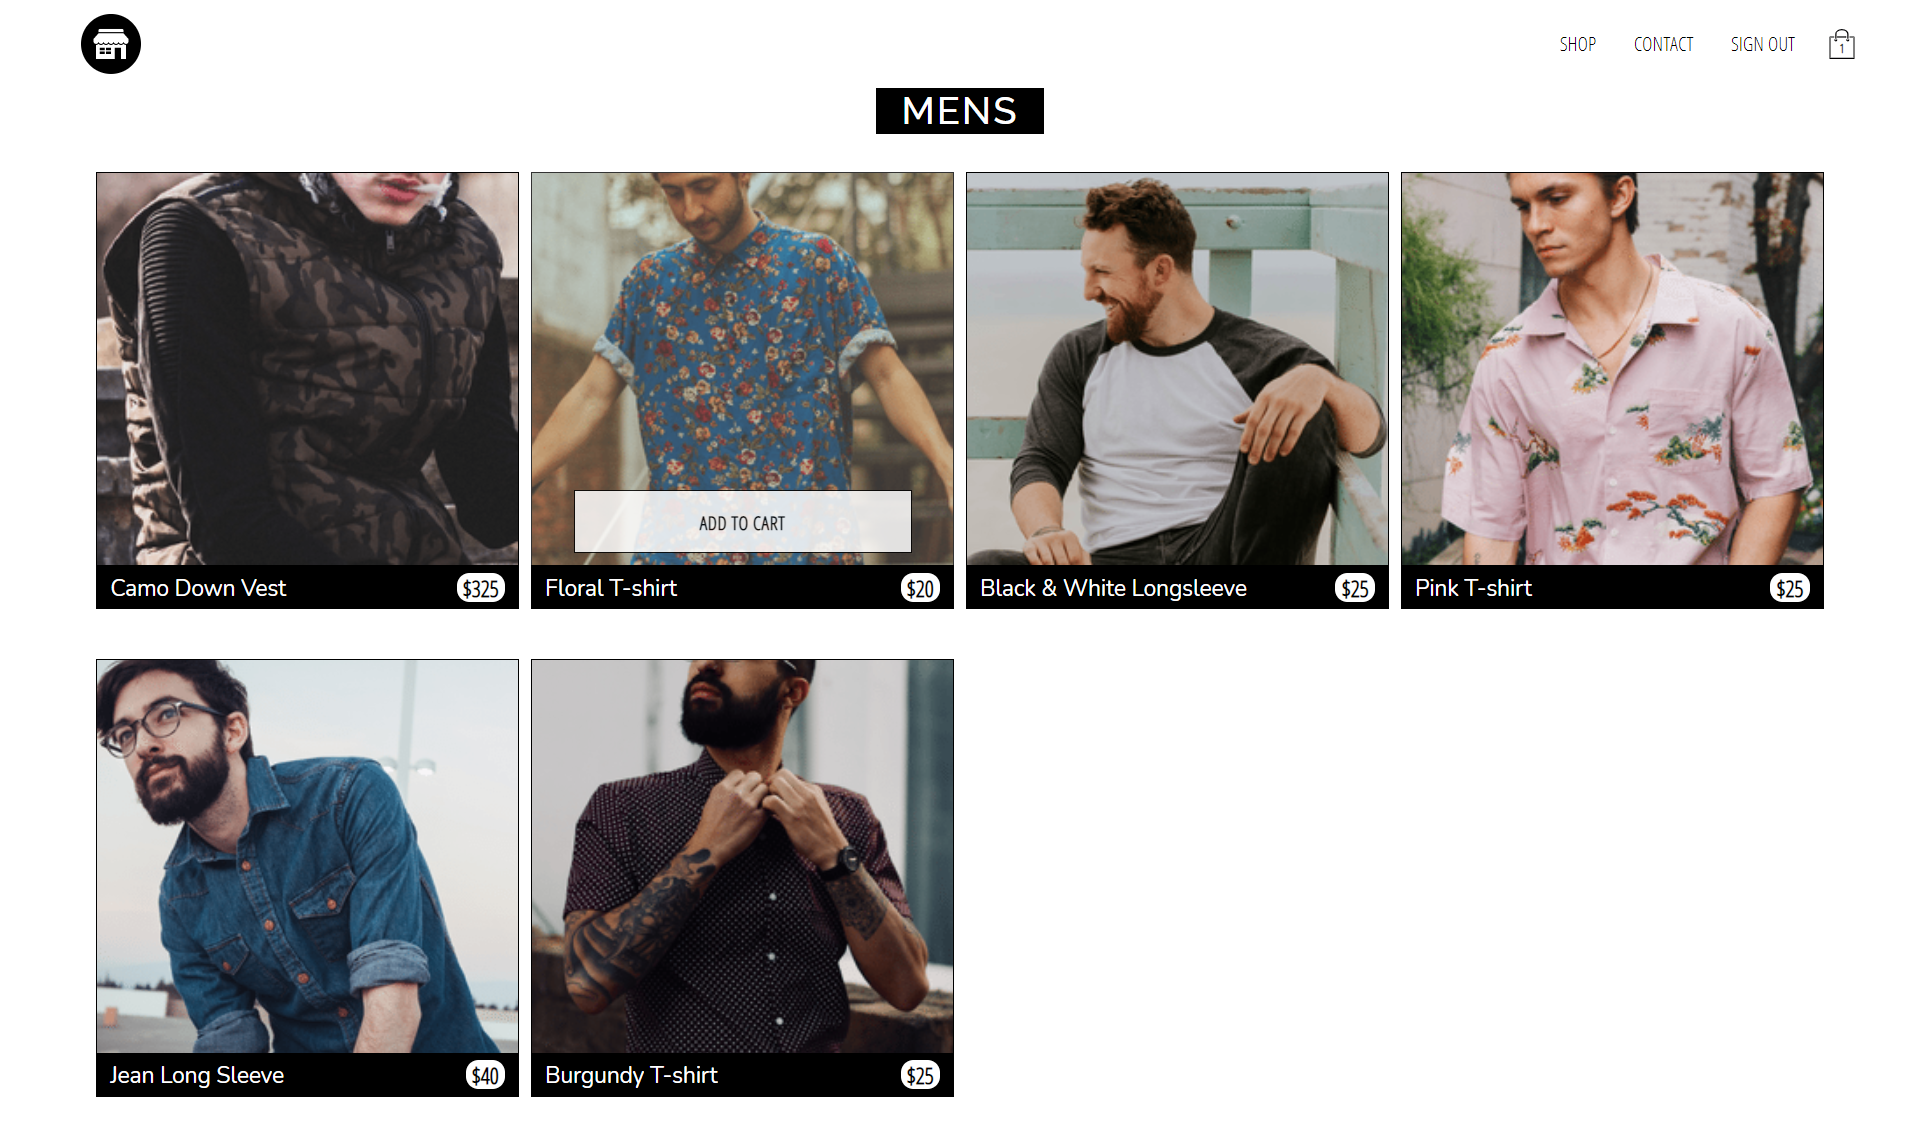 SHOP CONTACT SIGN OUT 1
MENS
ADD TO CART
Camo Down Vest $325
Floral T-shirt $20
Black & White Longsleeve $25
Pink T-shirt $25
Jean Long Sleeve $40
Burgundy T-shirt $25